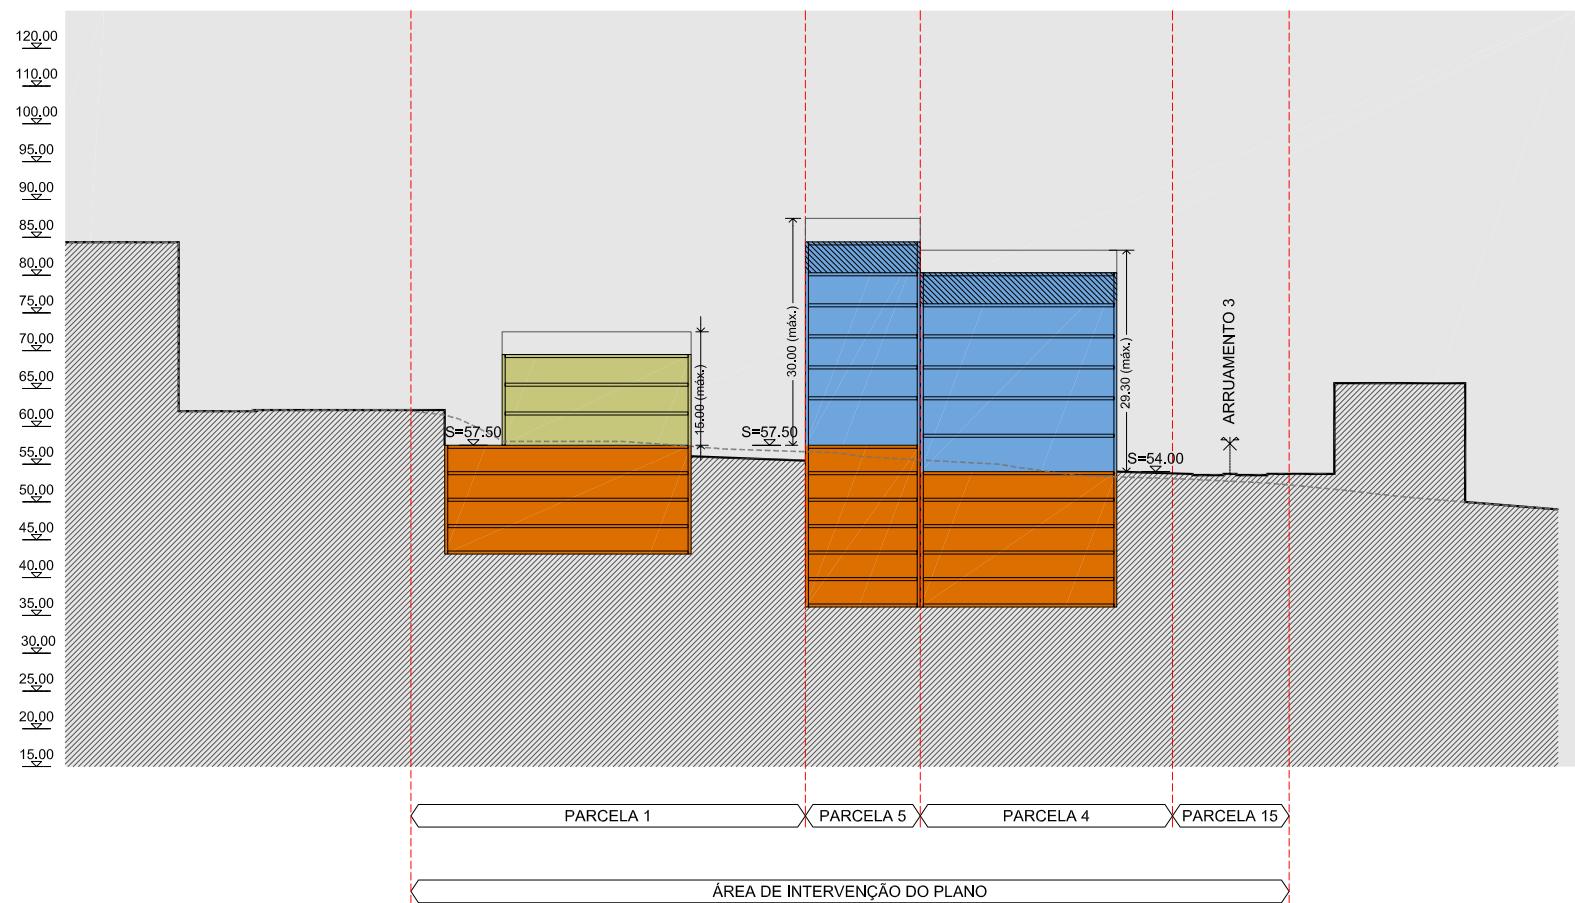 120.00
110.00
100.00
95.00
90.00
85.00
80.00
75.00
70.00
65.00
60.00
55.00
50.00
45.00
40.00
35.00
30.00
25.00
20.00
15.00
S=57.50
15.00 (máx.)
S=57.50
30.00 (máx.)
29.30 (máx.)
S=54.00
ARRUAMENTO 3
PARCELA 1
PARCELA 5
PARCELA 4
PARCELA 15
ÁREA DE INTERVENÇÃO DO PLANO